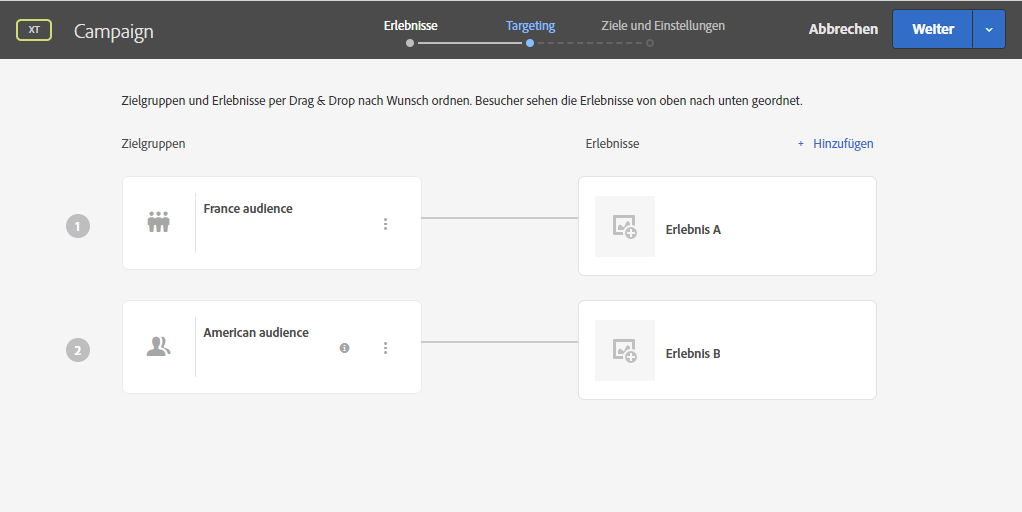 XT
Campaign
Erlebnisse
Targeting
Ziele und Einstellungen
Abbrechen
Weiter
Zielgruppen und Erlebnisse per Drag & Drop nach Wunsch ordnen. Besucher sehen die Erlebnisse von oben nach unten geordnet.
Zielgruppen
Erlebnisse
+ Hinzufügen
1
France audience
Erlebnis A
2
American audience
Erlebnis B